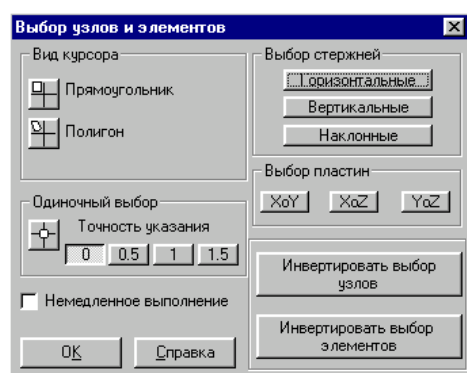 Выбор узлов и элементов
Вид курсора
Прямоугольник
Полигон
Одиночный выбор
Точность указания
0 0.5 1 1.5
Немедленное выполнение
OK Справка
Выбор стержней
Горизонтальные
Вертикальные
Наклонные
Выбор пластин
XoY XoZ YoZ
Инвертировать выбор
узлов
Инвертировать выбор
элементов